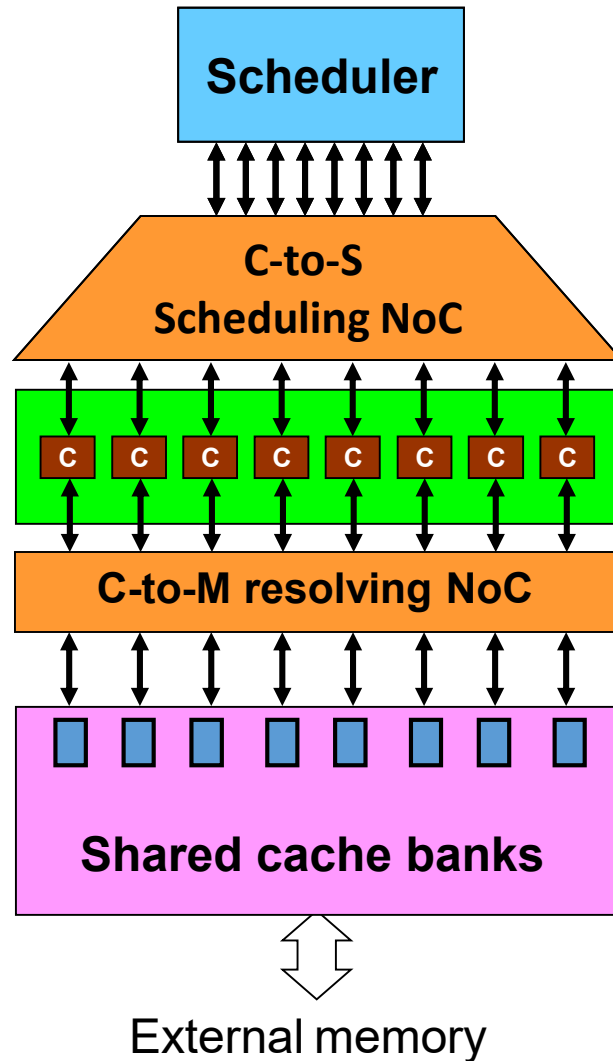 Scheduler
C-to-S
Scheduling NoC
C C C C C C C C
C-to-M resolving NoC
Shared cache banks
External memory